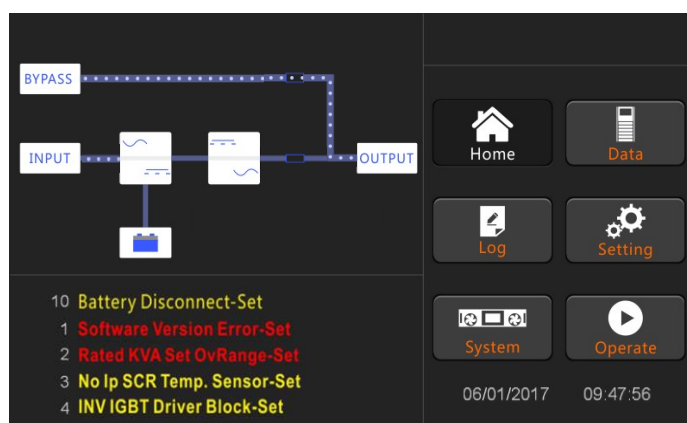 BYPASS
INPUT
OUTPUT
10 Battery Disconnect-Set
1 Software Version Error-Set
2 Rated KVA Set OvRange-Set
3 No Ip SCR Temp. Sensor-Set
4 INV IGBT Driver Block-Set
Home
Data
Log
Setting
System
Operate
06/01/2017 09:47:56